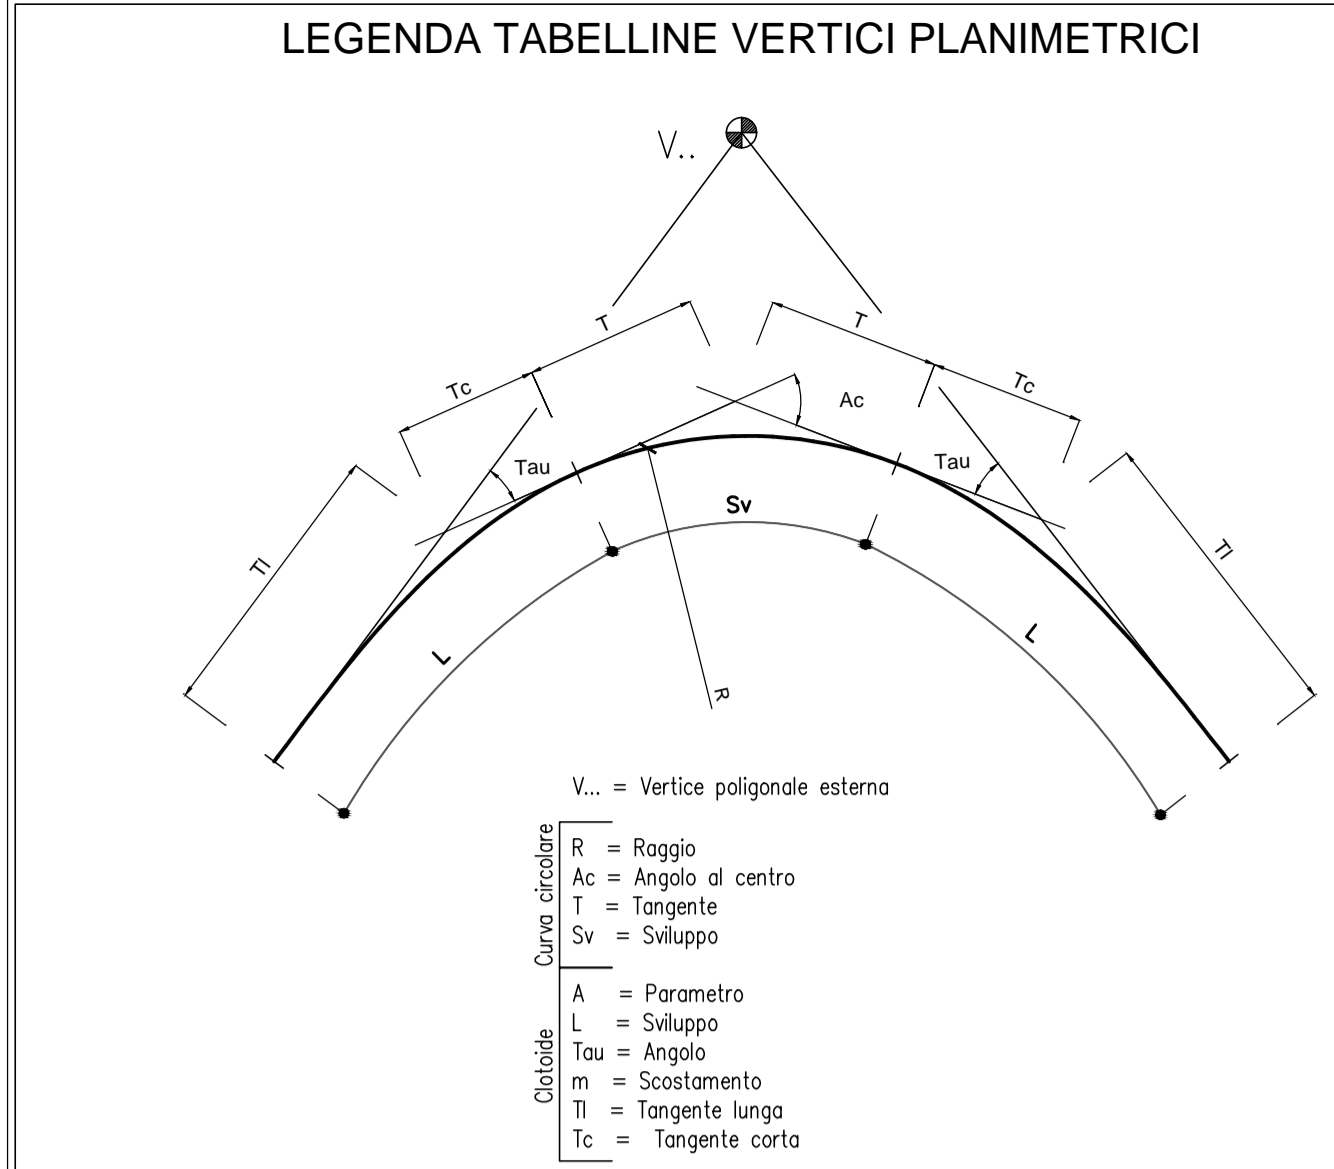 LEGENDA TABELLINE VERTICI PLANIMETRICI
V..
T
T
Tc
Tc
Ac
Tau
Tau
Sv
Tl
Tl
L
L
R
V... = Vertice poligonale esterna
Curva circolare
R = Raggio
Ac = Angolo al centro
T = Tangente
Sv = Sviluppo
Clotoide
A = Parametro
L = Sviluppo
Tau = Angolo
m = Scostamento
Tl = Tangente lunga
Tc = Tangente corta